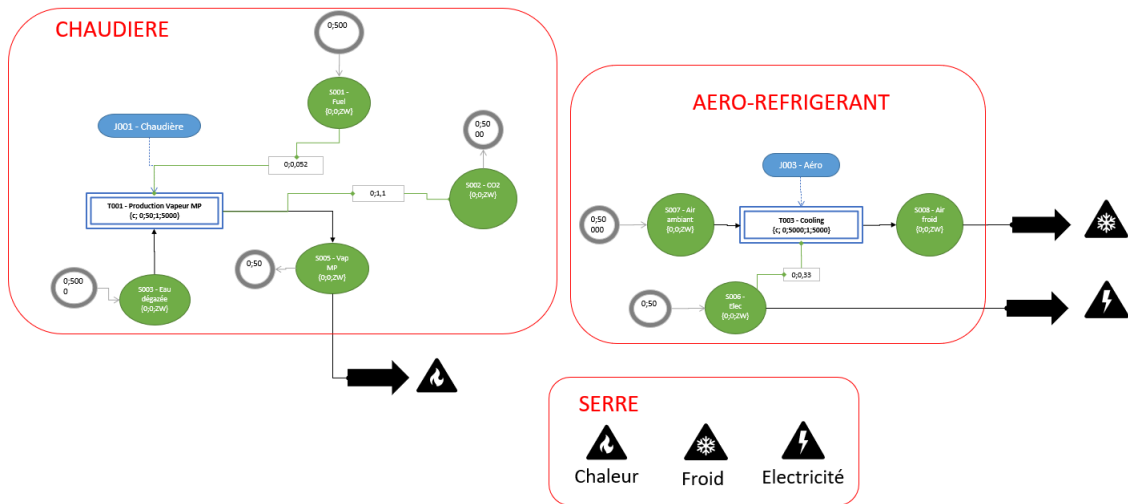 CHAUDIERE
0;500
S001 -
Fuel
{0;0;ZW}
J001 - Chaudière
0;0,052
0;50
00
0;1,1
S002 - CO2
{0;0;ZW}
T001 - Production Vapeur MP
{c; 0;50;1;5000}
0;50
S005 - Vap
MP
{0;0;ZW}
0;500
0
S003 - Eau
dégazée
{0;0;ZW}
AERO-REFRIGERANT
J003 - Aéro
0;50
000
S007 - Air
ambiant
{0;0;ZW}
T003 - Cooling
{c; 0;5000;1;5000}
S008 - Air
froid
{0;0;ZW}
0;0,33
0;50
S006 -
Elec
{0;0;ZW}
SERRE
Chaleur
Froid
Electricité